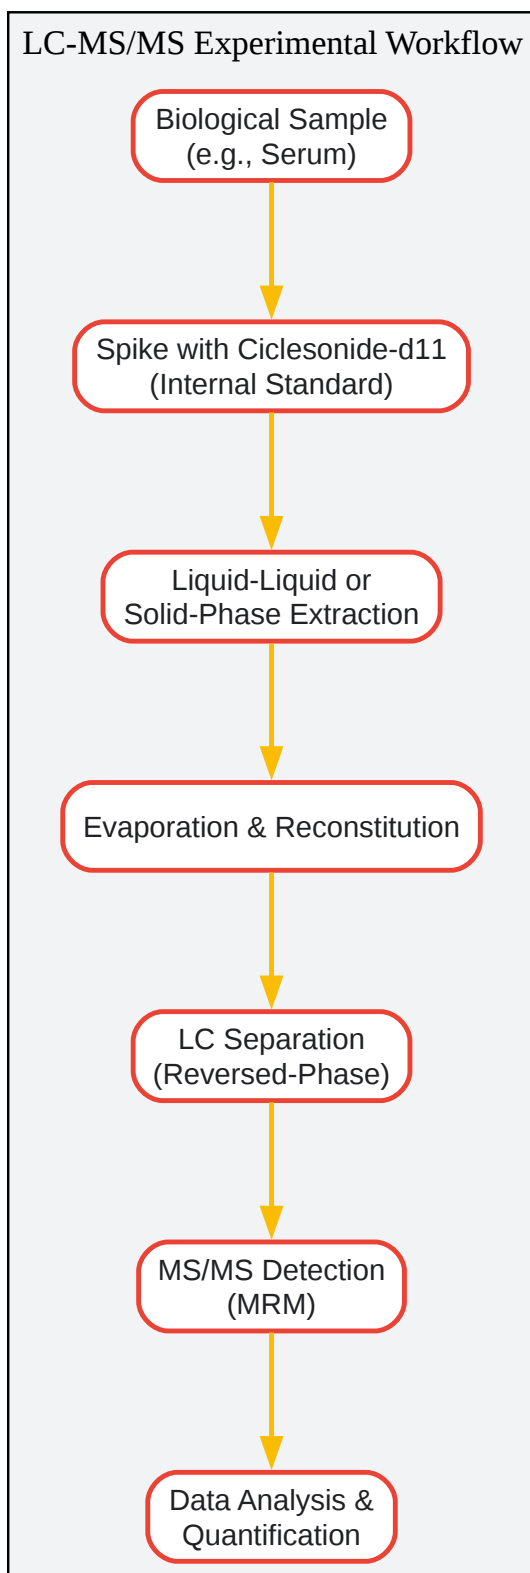 LC-MS/MS Experimental Workflow
Biological Sample
(e.g., Serum)
Spike with Ciclesonide-d11
(Internal Standard)
Liquid-Liquid or
Solid-Phase Extraction
Evaporation & Reconstitution
LC Separation
(Reversed-Phase)
MS/MS Detection
(MRM)
Data Analysis &
Quantification